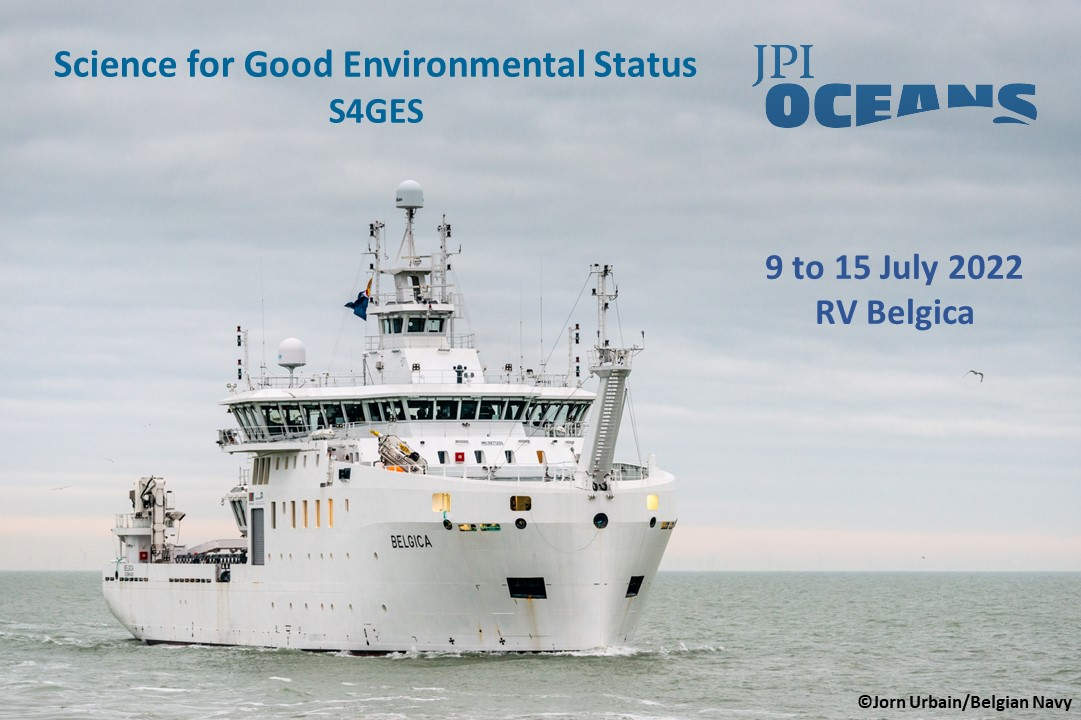 Science for Good Environmental Status
S4GES
JPI
OCEANS
9 to 15 July 2022
RV Belgica
BELGICA
©Jorn Urbain/Belgian Navy